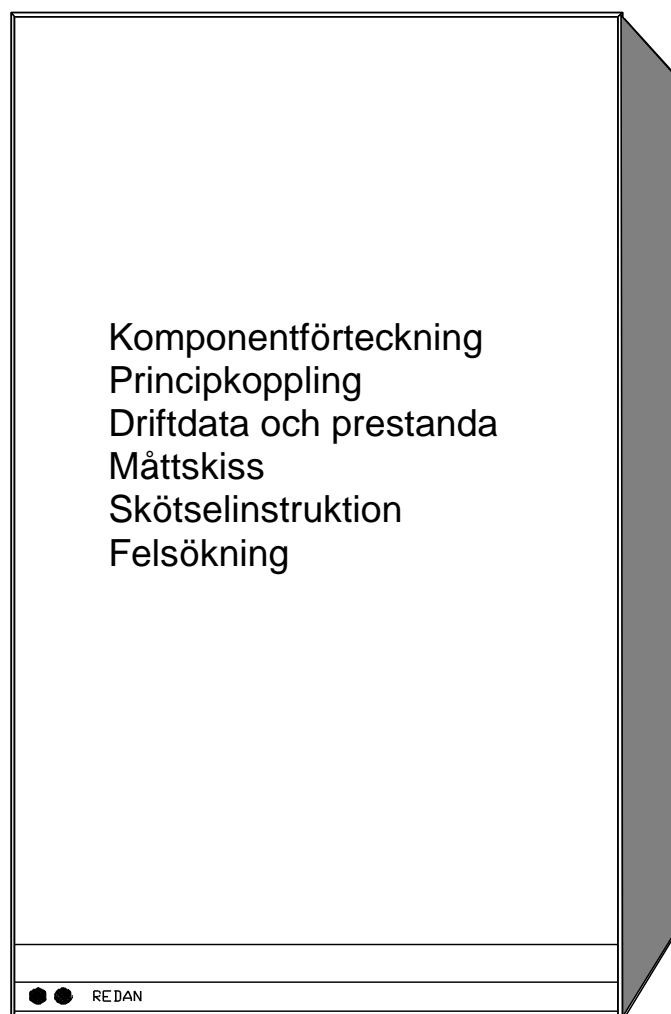 Komponentförteckning
Principkoppling
Driftdata och prestanda
Måttskiss
Skötselinstruktion
Felsökning
REDAN